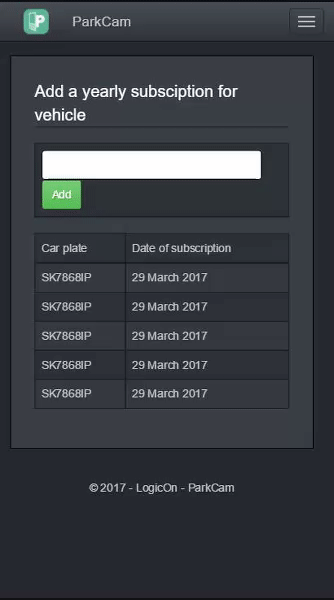 P ParkCam
Add a yearly subsciption for
vehicle
Add
Car plate Date of subscription
SK7868IP 29 March 2017
SK7868IP 29 March 2017
SK7868IP 29 March 2017
SK7868IP 29 March 2017
SK7868IP 29 March 2017
© 2017 - LogicOn - ParkCam